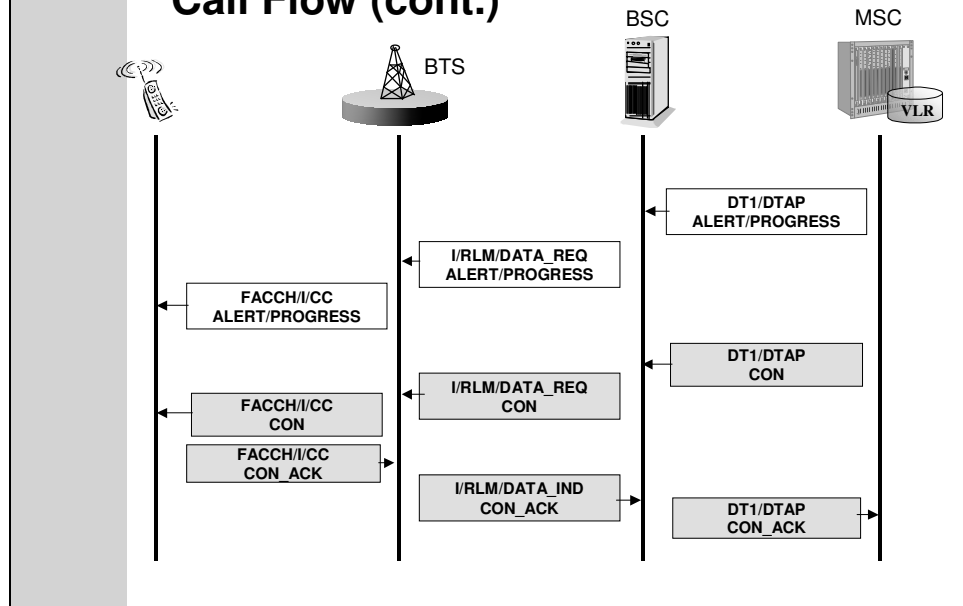 Call Flow (cont.)
BSC
MSC
BTS
VLR
DT1/DTAP
ALERT/PROGRESS
I/RLM/DATA_REQ
ALERT/PROGRESS
FACCH/I/CC
ALERT/PROGRESS
DT1/DTAP
CON
I/RLM/DATA_REQ
CON
FACCH/I/CC
CON
FACCH/I/CC
CON_ACK
I/RLM/DATA_IND
CON_ACK
DT1/DTAP
CON_ACK